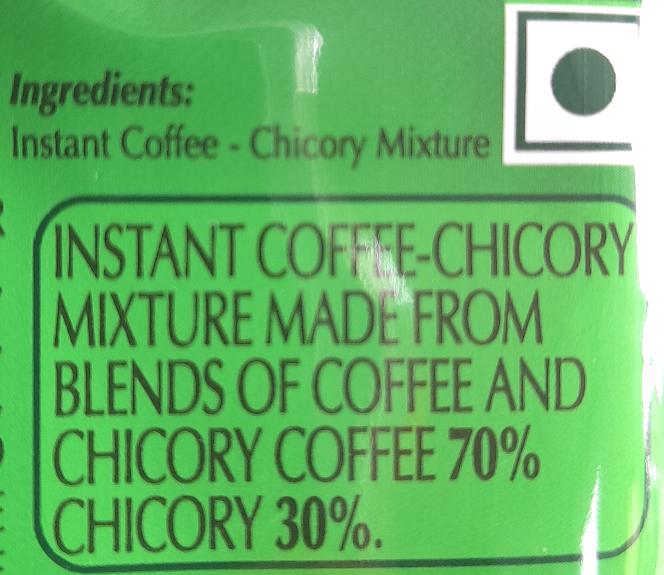 Ingredients:
Instant Coffee - Chicory Mixture
INSTANT COFFEE-CHICORY
MIXTURE MADE FROM
BLENDS OF COFFEE AND
CHICORY COFFEE 70%
CHICORY 30%.